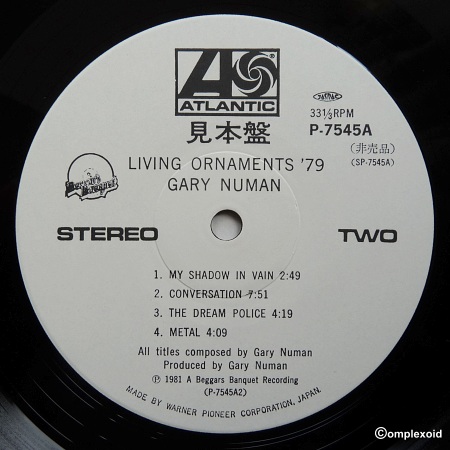 ATLANTIC
®
見本盤
33⅓RPM
P-7545A
(非売品)
(SP-7545A)
LIVING ORNAMENTS '79
GARY NUMAN
Beggars Banquet
STEREO
TWO
1. MY SHADOW IN VAIN 2:49
2. CONVERSATION 7:51
3. THE DREAM POLICE 4:19
4. METAL 4:09
All titles composed by Gary Numan
Produced by Gary Numan
Ⓟ 1981 A Beggars Banquet Recording
(P-7545A2)
MADE BY WARNER PIONEER CORPORATION, JAPAN.
©omplexoid